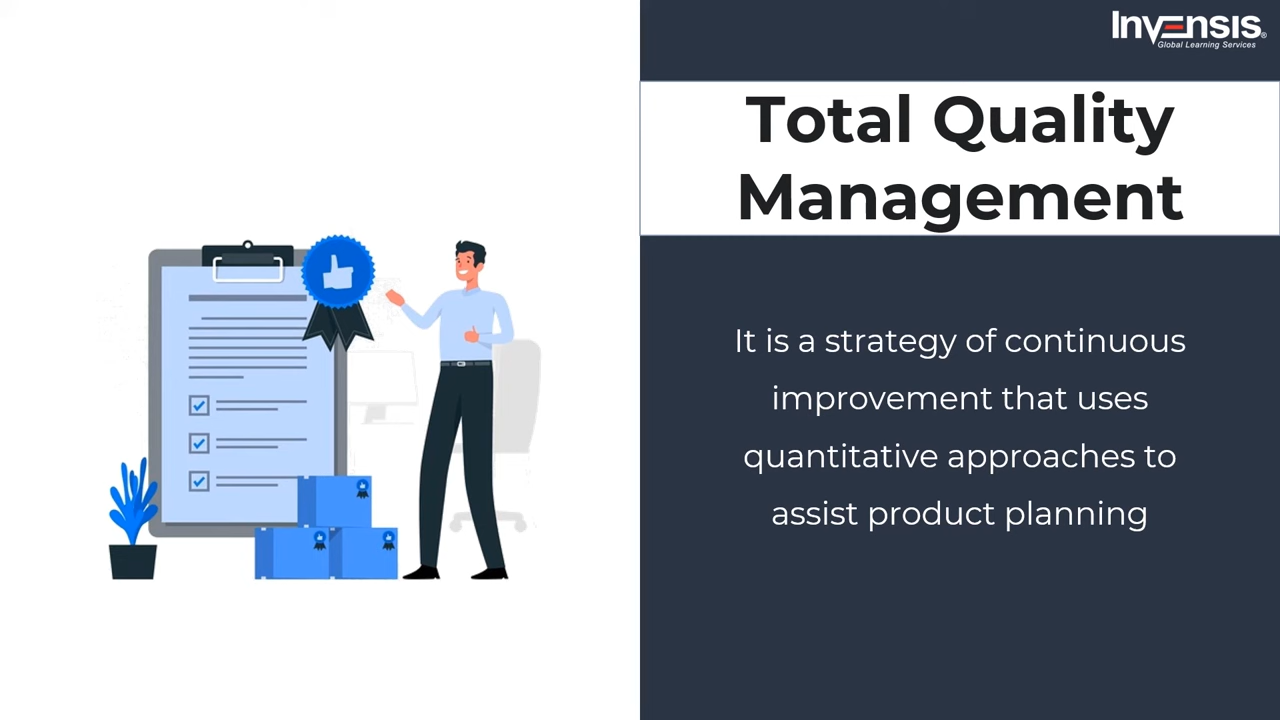 Invensis®
Global Learning Services
Total Quality
Management
It is a strategy of continuous
improvement that uses
quantitative approaches to
assist product planning